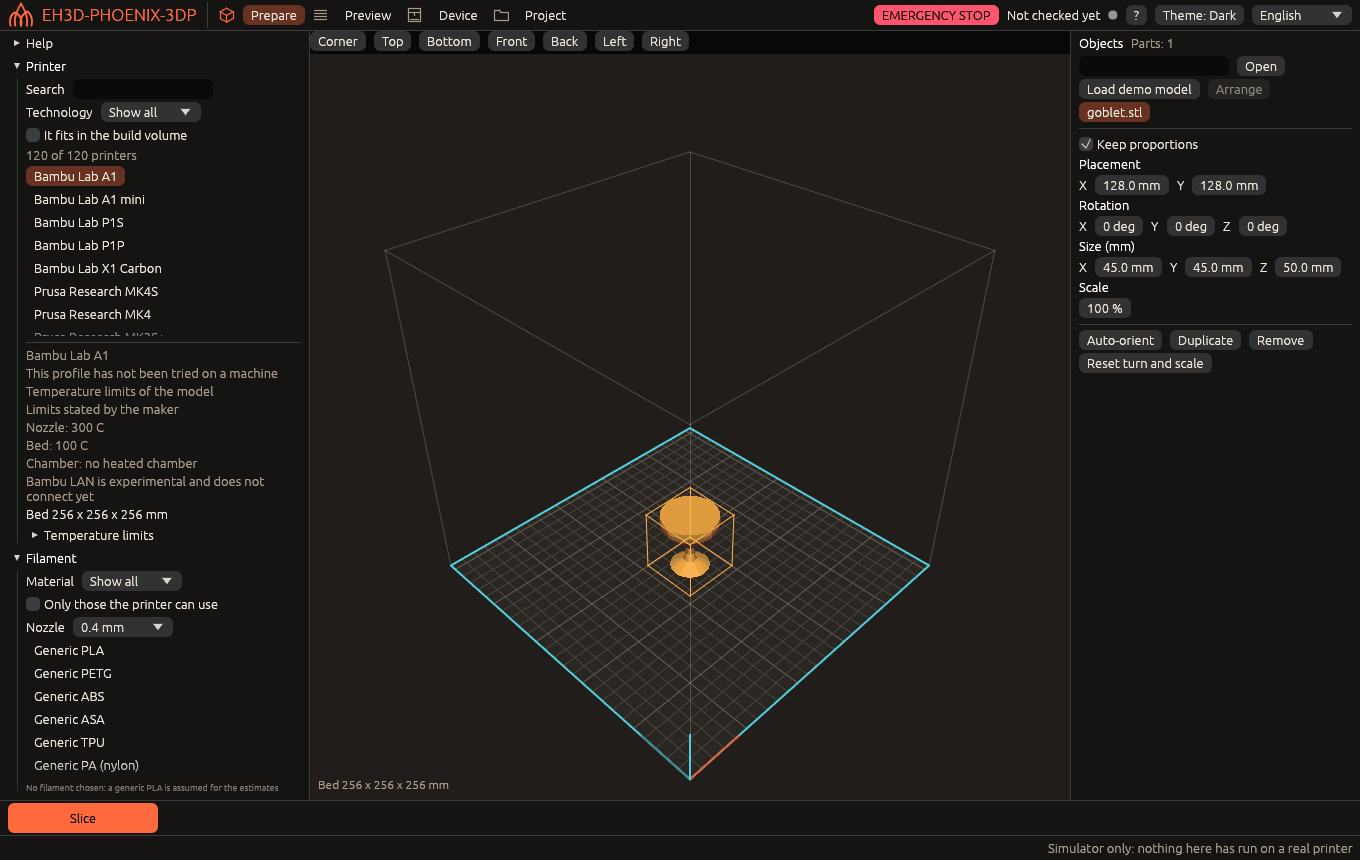 EH3D-PHOENIX-3DP Prepare Preview Device Project EMERGENCY STOP Not checked yet ? Theme: Dark English
Help
Printer
Search
Technology Show all
It fits in the build volume
120 of 120 printers
Bambu Lab A1
Bambu Lab A1 mini
Bambu Lab P1S
Bambu Lab P1P
Bambu Lab X1 Carbon
Prusa Research MK4S
Prusa Research MK4
Bambu Lab A1
This profile has not been tried on a machine
Temperature limits of the model
Limits stated by the maker
Nozzle: 300 C
Bed: 100 C
Chamber: no heated chamber
Bambu LAN is experimental and does not
connect yet
Bed 256 x 256 x 256 mm
Temperature limits
Filament
Material Show all
Only those the printer can use
Nozzle 0.4 mm
Generic PLA
Generic PETG
Generic ABS
Generic ASA
Generic TPU
Generic PA (nylon)
No filament chosen: a generic PLA is assumed for the estimates
Slice
Corner Top Bottom Front Back Left Right
Bed 256 x 256 x 256 mm
Objects Parts: 1
Open
Load demo model Arrange
goblet.stl
Keep proportions
Placement
X 128.0 mm Y 128.0 mm
Rotation
X 0 deg Y 0 deg Z 0 deg
Size (mm)
X 45.0 mm Y 45.0 mm Z 50.0 mm
Scale
100 %
Auto-orient Duplicate Remove
Reset turn and scale
Simulator only: nothing here has run on a real printer